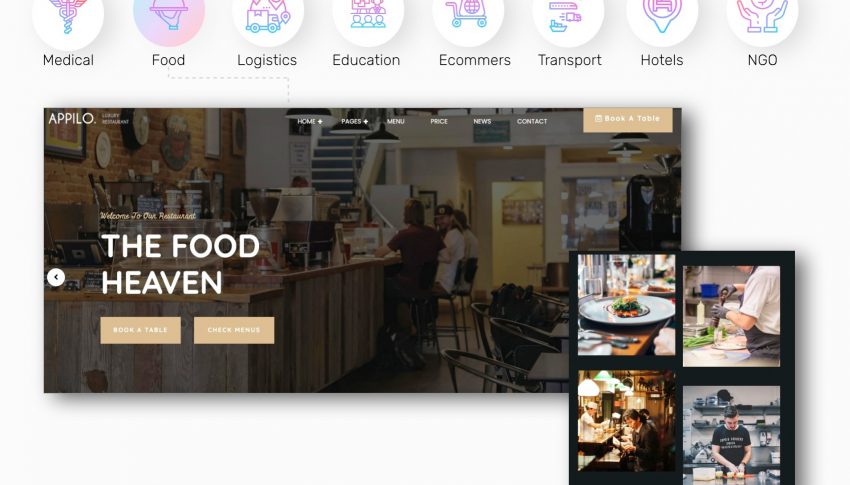 Medical
Food
Logistics
Education
Ecommers
Transport
Hotels
NGO
APPILO.
LUXURY
RESTAURANT
HOME +
PAGES +
MENU
PRICE
NEWS
CONTACT
Book A Table
Welcome To Our Restaurant
THE FOOD
HEAVEN
BOOK A TABLE
CHECK MENUS